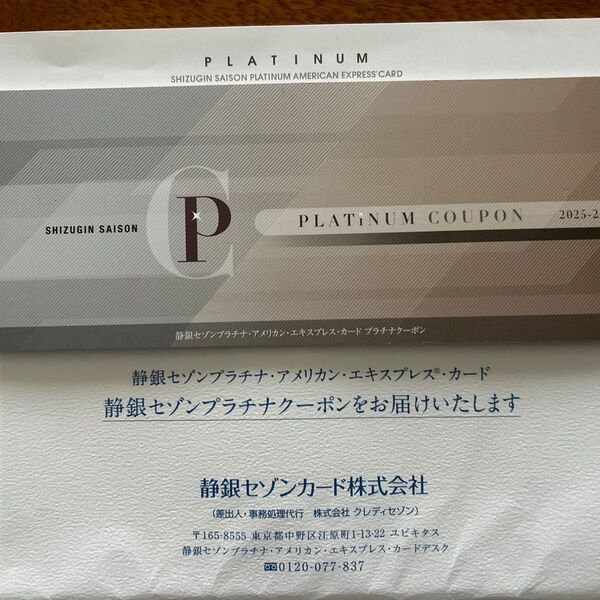 PLATINUM
SHIZUGIN SAISON PLATINUM AMERICAN EXPRESS® CARD
SHIZUGIN SAISON
CP
PLATiNUM COUPON
2025-2
静銀セゾンプラチナ・アメリカン・エキスプレス・カード プラチナクーポン
静銀セゾンプラチナ・アメリカン・エキスプレス®・カード
静銀セゾンプラチナクーポンをお届けいたします
静銀セゾンカード株式会社
(差出人・事務処理代行 株式会社 クレディセゾン)
〒165-8555 東京都中野区江原町1-13-22 ユビキタス
静銀セゾンプラチナ・アメリカン・エキスプレス・カードデスク
0120-077-837